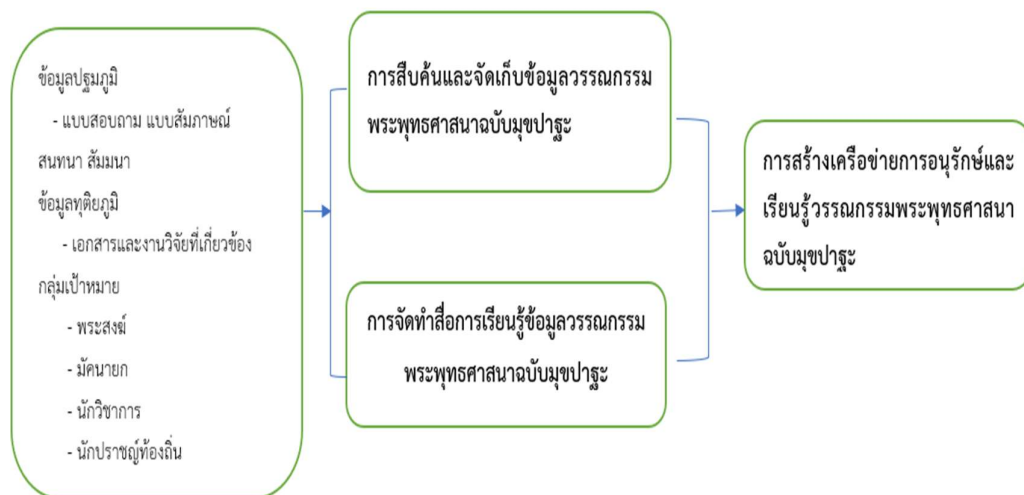 ข้อมูลปฐมภูมิ
- แบบสอบถาม แบบสัมภาษณ์
สนทนา สัมมนา
ข้อมูลทุติยภูมิ
- เอกสารและงานวิจัยที่เกี่ยวข้อง
กลุ่มเป้าหมาย
- พระสงฆ์
- มัคนายก
- นักวิชาการ
- นักปราชญ์ท้องถิ่น
การสืบค้นและจัดเก็บข้อมูลวรรณกรรม
พระพุทธศาสนาฉบับมุขปาฐะ
การจัดทำสื่อการเรียนรู้ข้อมูลวรรณกรรม
พระพุทธศาสนาฉบับมุขปาฐะ
การสร้างเครือข่ายการอนุรักษ์และ
เรียนรู้วรรณกรรมพระพุทธศาสนา
ฉบับมุขปาฐะ